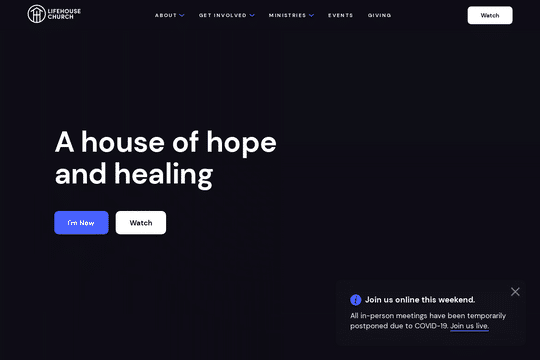 LIFEHOUSE
CHURCH
ABOUT
GET INVOLVED
MINISTRIES
EVENTS
GIVING
Watch
A house of hope
and healing
I'm New
Watch
Join us online this weekend.
All in-person meetings have been temporarily
postponed due to COVID-19. Join us live.